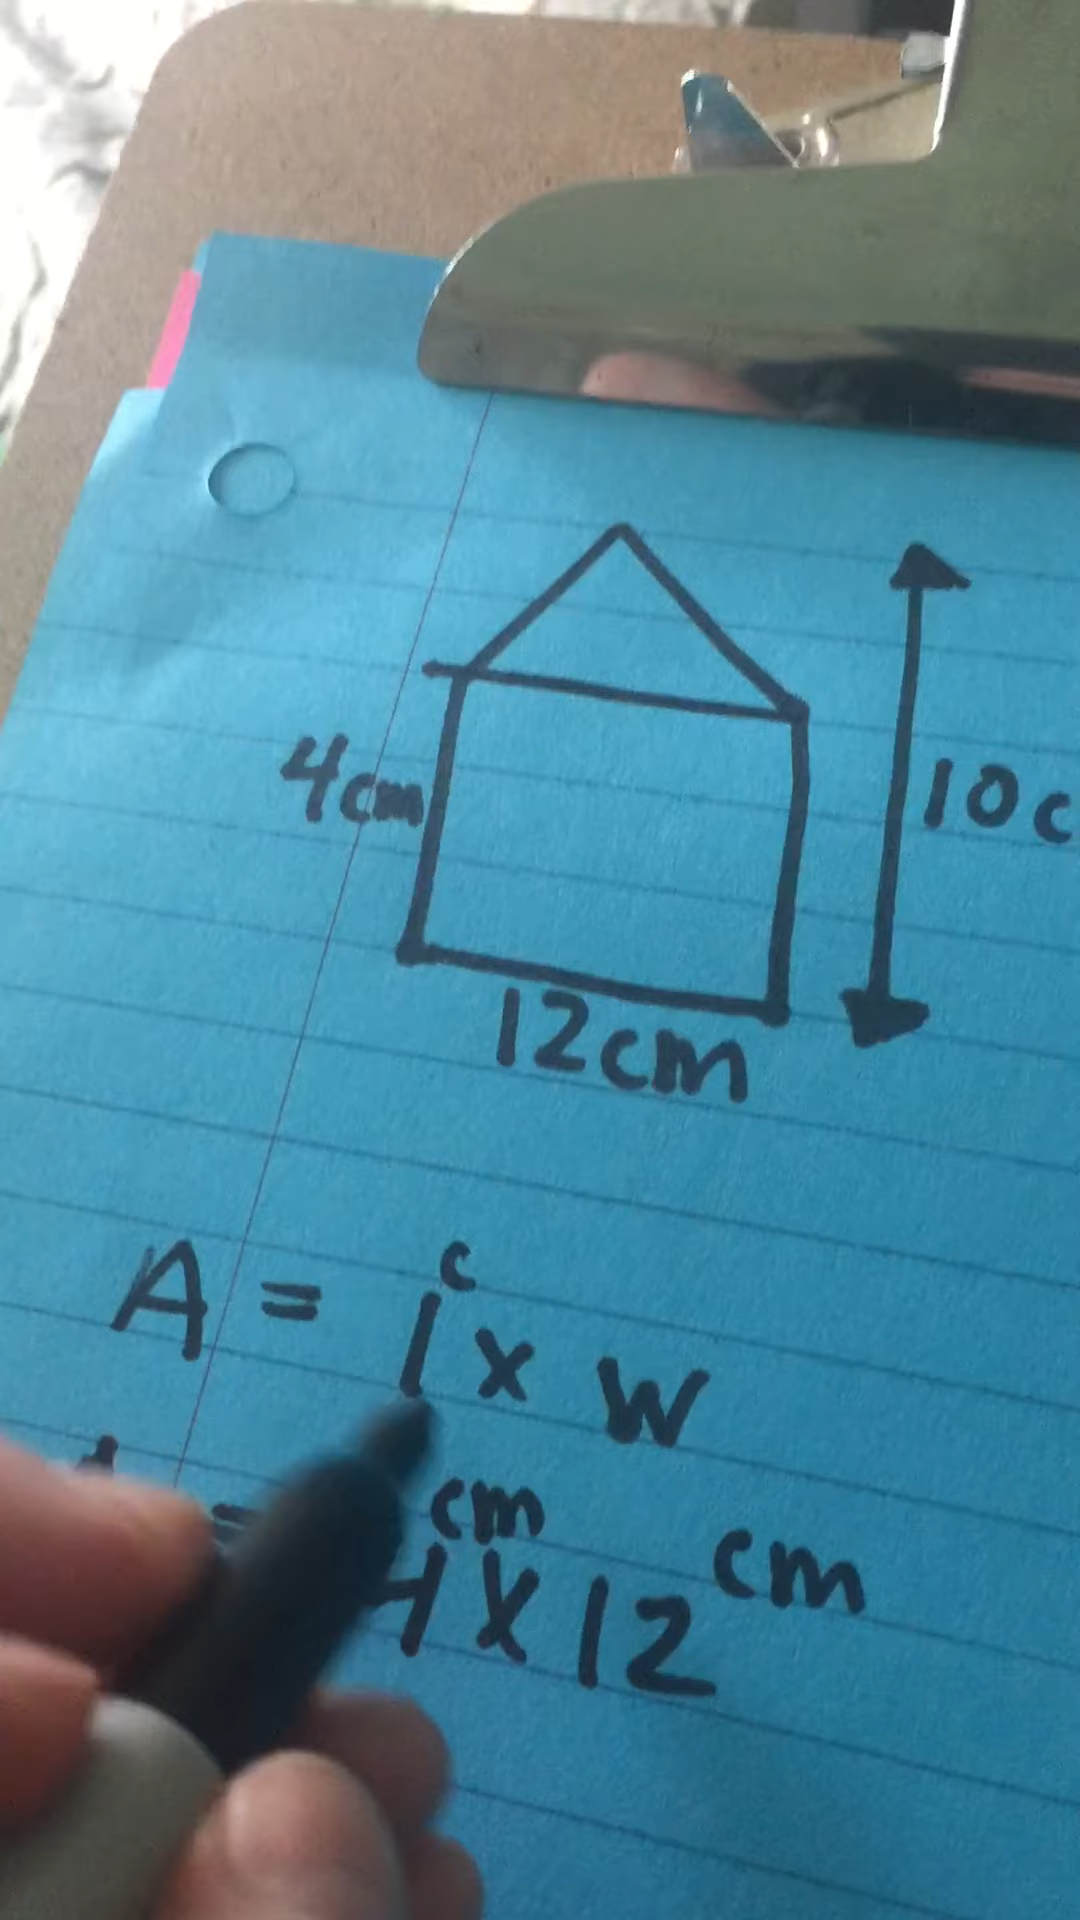 4cm
10c
12cm
c
A = l x w
cm cm
= 4 x 12